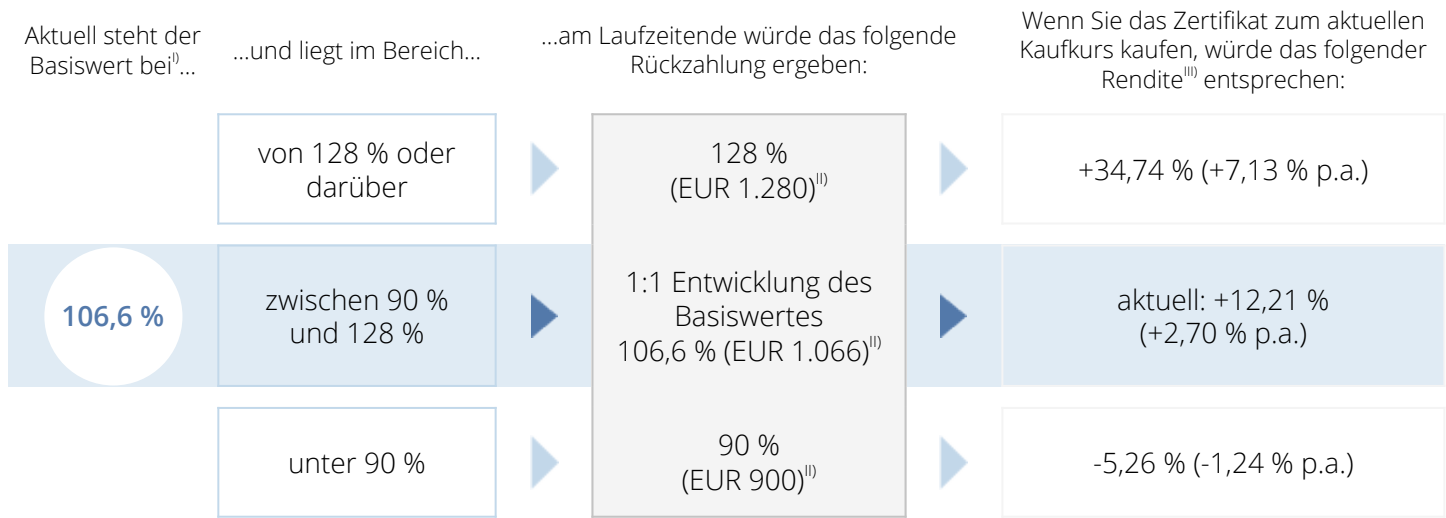 Aktuell steht der
Basiswert bei¹⁾...
...und liegt im Bereich...
...am Laufzeitende würde das folgende
Rückzahlung ergeben:
Wenn Sie das Zertifikat zum aktuellen
Kaufkurs kaufen, würde das folgender
Rendite III) entsprechen:
von 128 % oder
darüber
128 %
(EUR 1.280) II)
+34,74 % (+7,13 % p.a.)
106,6 %
zwischen 90 %
und 128 %
1:1 Entwicklung des
Basiswertes
106,6 % (EUR 1.066) II)
aktuell: +12,21 %
(+2,70 % p.a.)
unter 90 %
90 %
(EUR 900) II)
-5,26 % (-1,24 % p.a.)